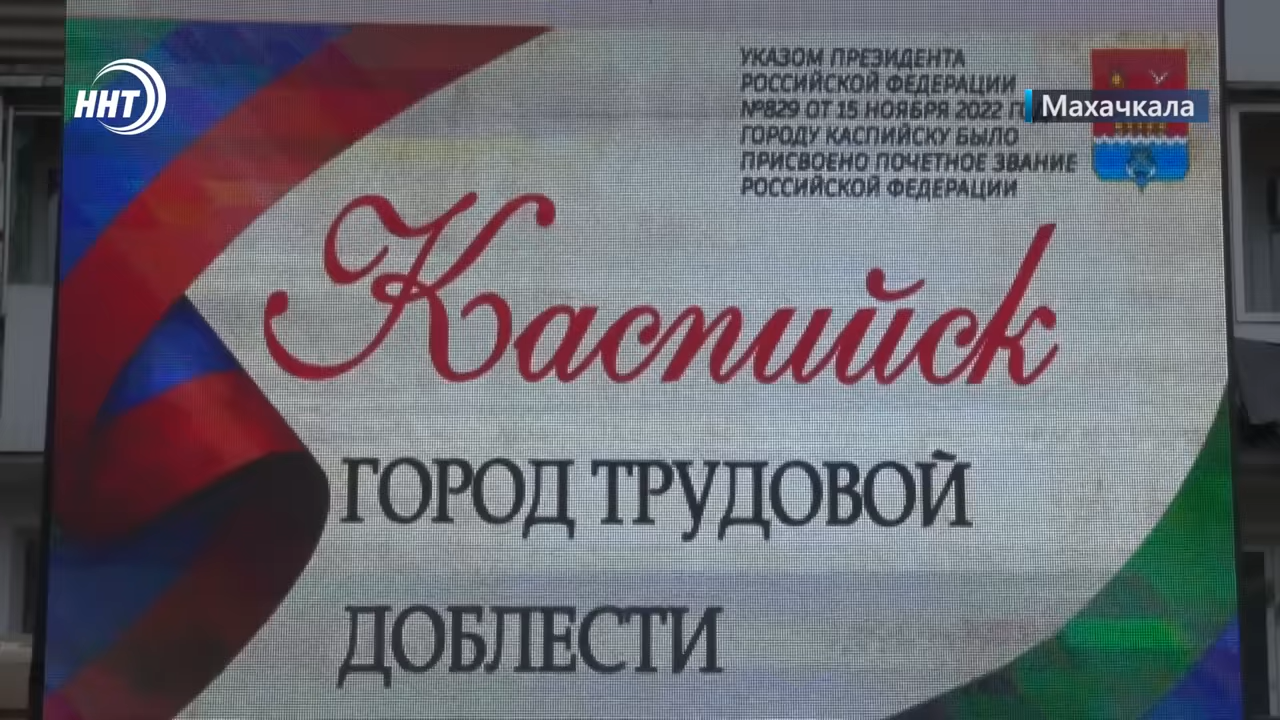 ННТ
УКАЗОМ ПРЕЗИДЕНТА
РОССИЙСКОЙ ФЕДЕРАЦИИ
№829 ОТ 15 НОЯБРЯ 2022
Махачкала
ГОРОДУ КАСПИЙСКУ БЫЛО
ПРИСВОЕНО ПОЧЕТНОЕ ЗВАНИЕ
РОССИЙСКОЙ ФЕДЕРАЦИИ
Каспийск
ГОРОД ТРУДОВОЙ
ДОБЛЕСТИ